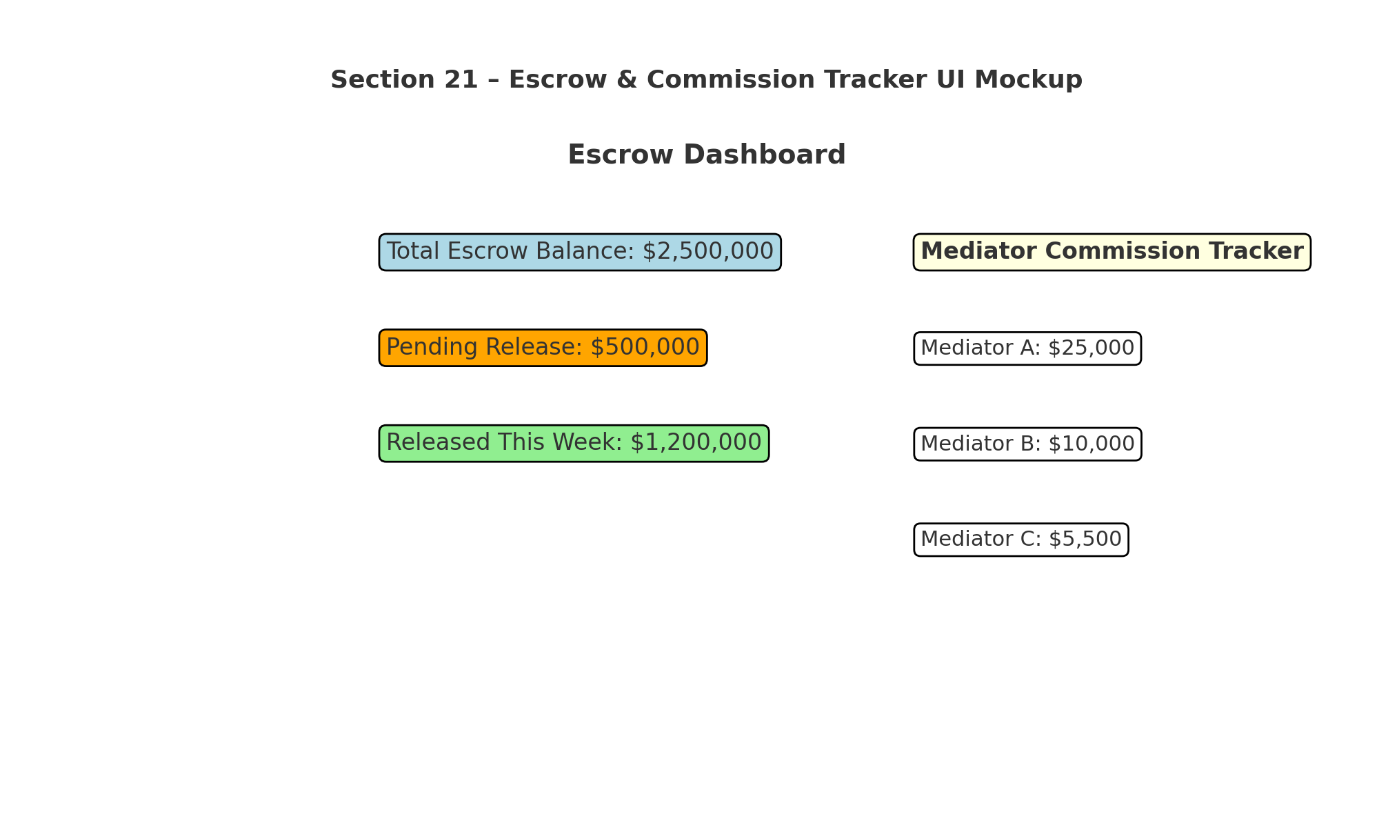 Section 21 – Escrow & Commission Tracker UI Mockup
Escrow Dashboard
Total Escrow Balance: $2,500,000
Pending Release: $500,000
Released This Week: $1,200,000
Mediator Commission Tracker
Mediator A: $25,000
Mediator B: $10,000
Mediator C: $5,500